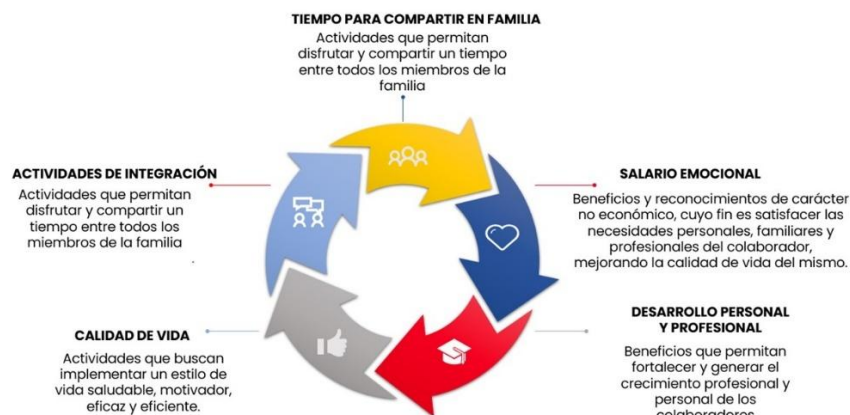 TIEMPO PARA COMPARTIR EN FAMILIA
Actividades que permitan
disfrutar y compartir un tiempo
entre todos los miembros de la
familia
SALARIO EMOCIONAL
Beneficios y reconocimientos de carácter
no económico, cuyo fin es satisfacer las
necesidades personales, familiares y
profesionales del colaborador,
mejorando la calidad de vida del mismo.
DESARROLLO PERSONAL
Y PROFESIONAL
Beneficios que permitan
fortalecer y generar el
crecimiento profesional y
personal de los
colaboradores
CALIDAD DE VIDA
Actividades que buscan
implementar un estilo de
vida saludable, motivador,
eficaz y eficiente.
ACTIVIDADES DE INTEGRACIÓN
Actividades que permitan
disfrutar y compartir un
tiempo entre todos los
miembros de la familia